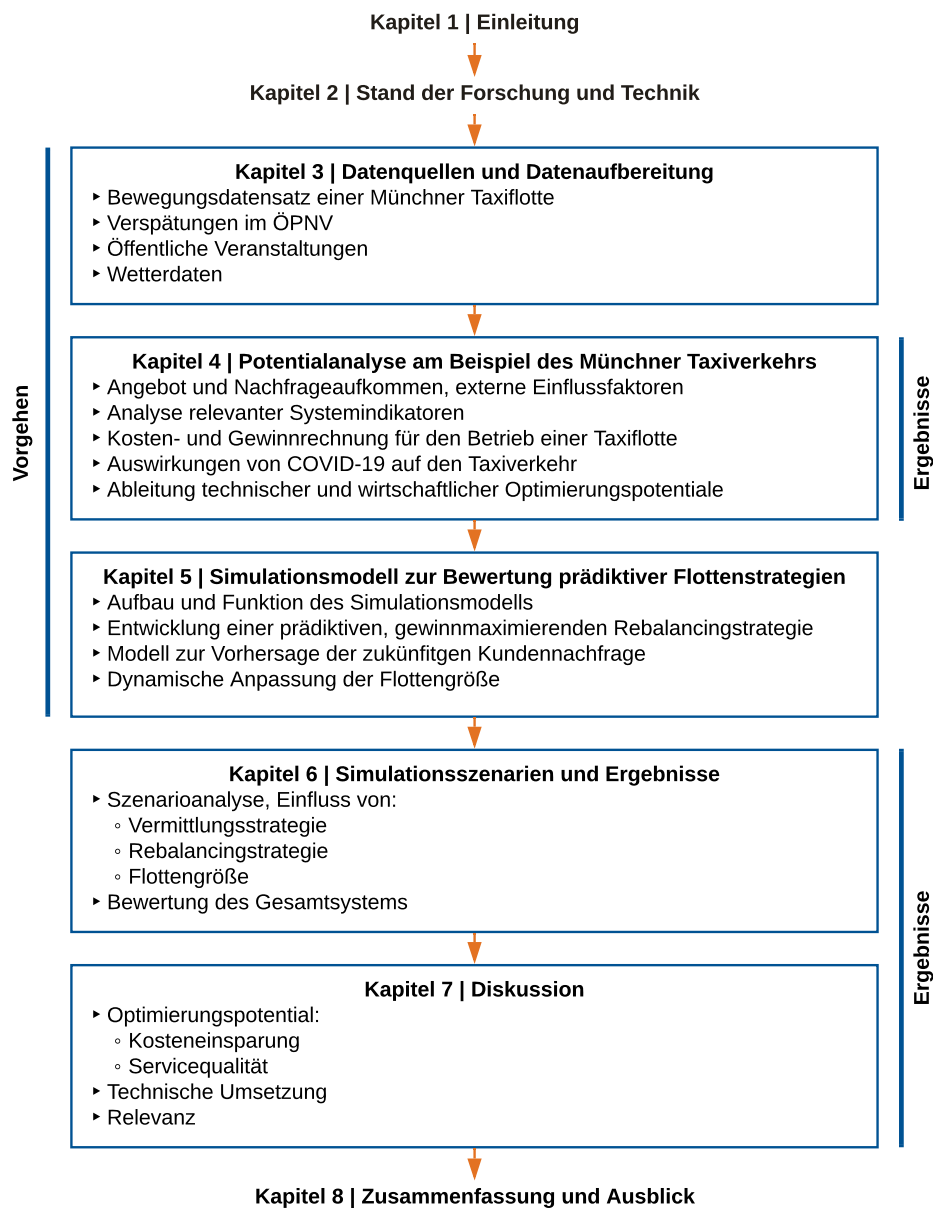 Kapitel 1 | Einleitung
Kapitel 2 | Stand der Forschung und Technik
Kapitel 3 | Datenquellen und Datenaufbereitung
‣ Bewegungsdatensatz einer Münchner Taxiflotte
‣ Verspätungen im ÖPNV
‣ Öffentliche Veranstaltungen
‣ Wetterdaten
Kapitel 4 | Potentialanalyse am Beispiel des Münchner Taxiverkehrs
‣ Angebot und Nachfrageaufkommen, externe Einflussfaktoren
‣ Analyse relevanter Systemindikatoren
‣ Kosten- und Gewinnrechnung für den Betrieb einer Taxiflotte
‣ Auswirkungen von COVID-19 auf den Taxiverkehr
‣ Ableitung technischer und wirtschaftlicher Optimierungspotentiale
Ergebnisse
Vorgehen
Kapitel 5 | Simulationsmodell zur Bewertung prädiktiver Flottenstrategien
‣ Aufbau und Funktion des Simulationsmodells
‣ Entwicklung einer prädiktiven, gewinnmaximierenden Rebalancingstrategie
‣ Modell zur Vorhersage der zukünfitgen Kundennachfrage
‣ Dynamische Anpassung der Flottengröße
Kapitel 6 | Simulationsszenarien und Ergebnisse
‣ Szenarioanalyse, Einfluss von:
◦ Vermittlungsstrategie
◦ Rebalancingstrategie
◦ Flottengröße
‣ Bewertung des Gesamtsystems
Ergebnisse
Kapitel 7 | Diskussion
‣ Optimierungspotential:
◦ Kosteneinsparung
◦ Servicequalität
‣ Technische Umsetzung
‣ Relevanz
Kapitel 8 | Zusammenfassung und Ausblick